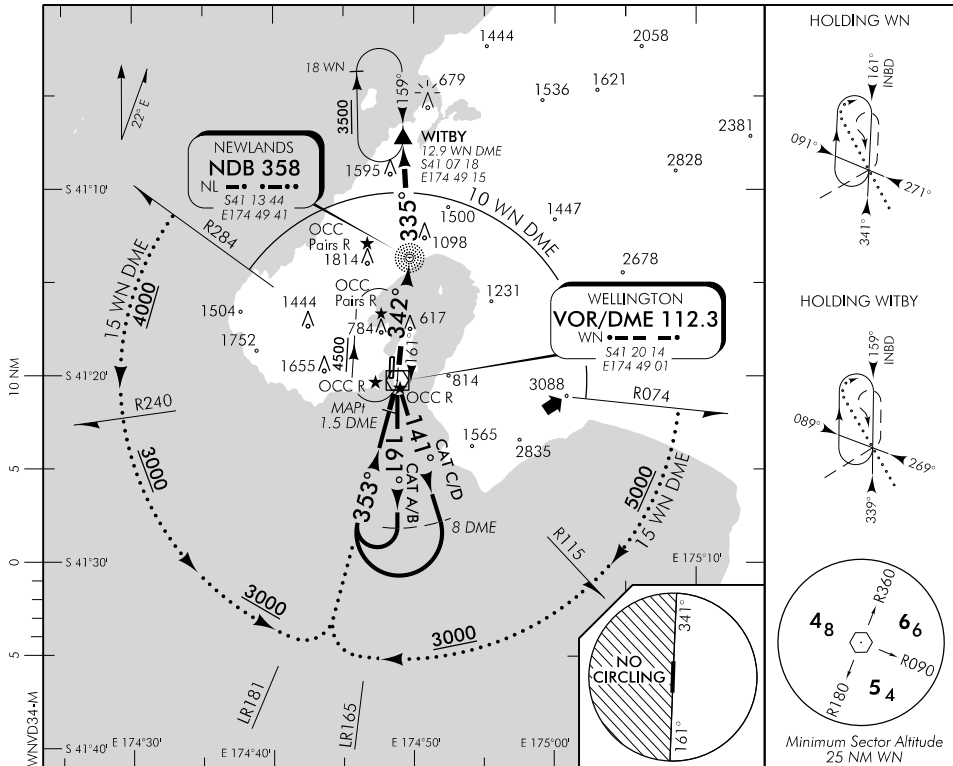 1444
2058
18 WN
159°
679
1621
1536
22° E
3500
2381
WITBY
12.9 WN DME
S41 07 18
E174 49 15
NEWLANDS
NDB 358
NL
S41 13 44
E174 49 41
1595
2828
S 41°10'
10 WN DME
335°
1500
1447
R284
OCC
Pairs R
1814
1098
2678
15 WN DME
4000
OCC
Pairs R
1444
1504
342°
1231
784
617
1752
4500
161°
WELLINGTON
VOR/DME 112.3
WN
S41 20 14
E174 49 01
1655
10 NM
S 41°20'
OCC R
814
3088
R074
MAPt
1.5 DME
OCC R
R240
1565
2835
141°
CAT C/D
161°
CAT A/B
353°
3000
5
5000
15 WN DME
8 DME
R115
0
S 41°30'
E 175°10'
3000
3000
5
LR181
LR165
NO
CIRCLING
341°
161°
WNVD34-M
S 41°40'
E 174°30'
E 174°40'
E 174°50'
E 175°00'
HOLDING WN
161°
INBD
091°
271°
341°
HOLDING WITBY
159°
INBD
089°
269°
339°
R360
48
66
R090
54
R180
Minimum Sector Altitude
25 NM WN